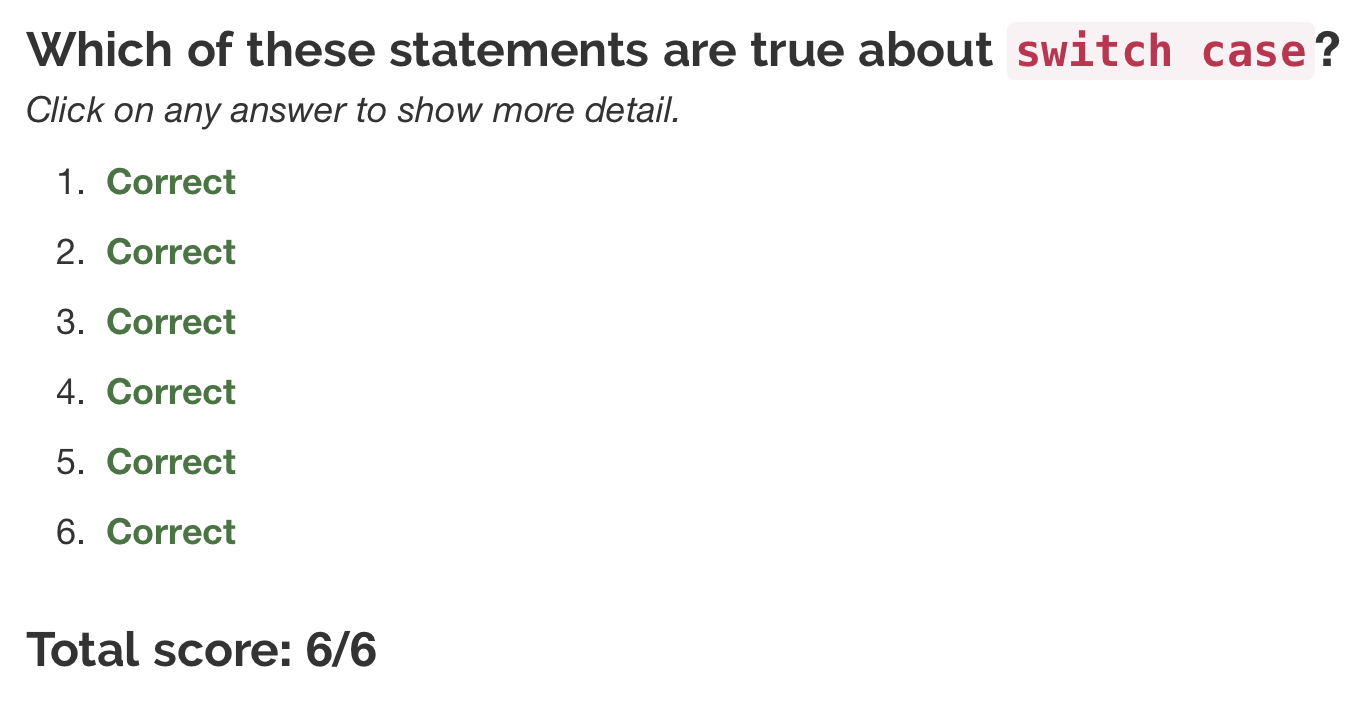 Which of these statements are true about switch case?
Click on any answer to show more detail.
1. Correct
2. Correct
3. Correct
4. Correct
5. Correct
6. Correct
Total score: 6/6